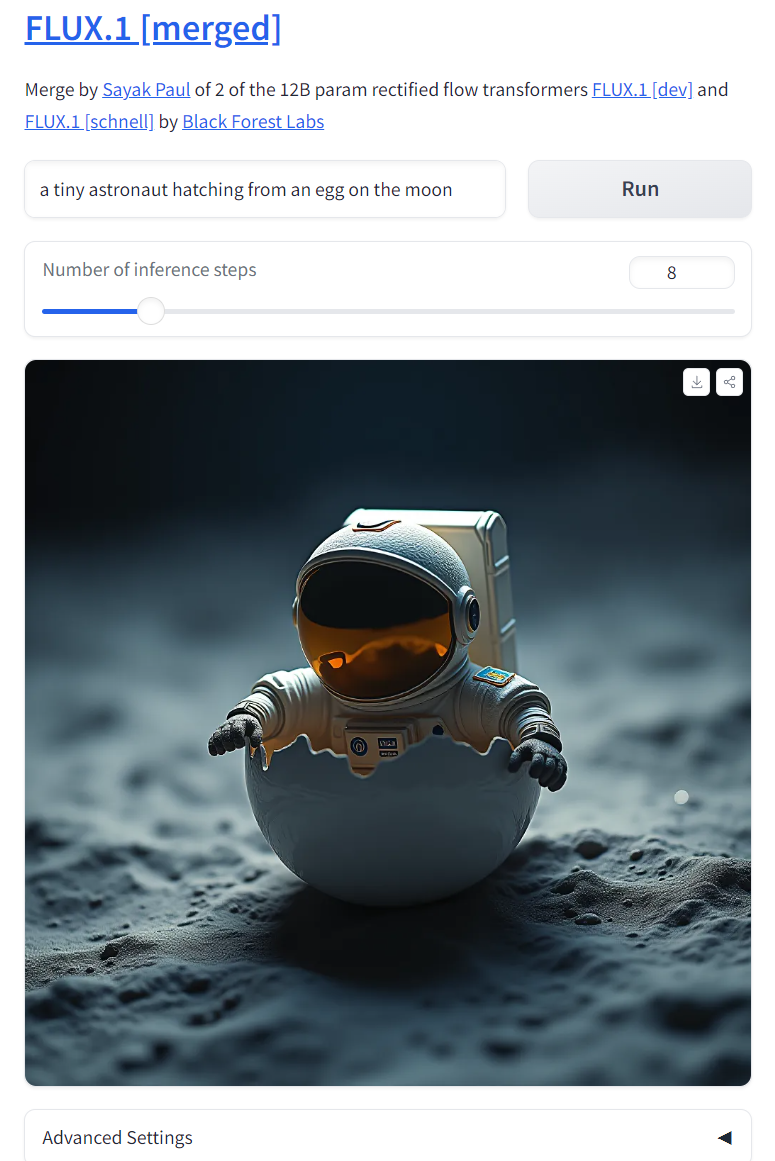 FLUX.1 [merged]
Merge by Sayak Paul of 2 of the 12B param rectified flow transformers FLUX.1 [dev] and
FLUX.1 [schnell] by Black Forest Labs
a tiny astronaut hatching from an egg on the moon
Run
Number of inference steps
8
Advanced Settings